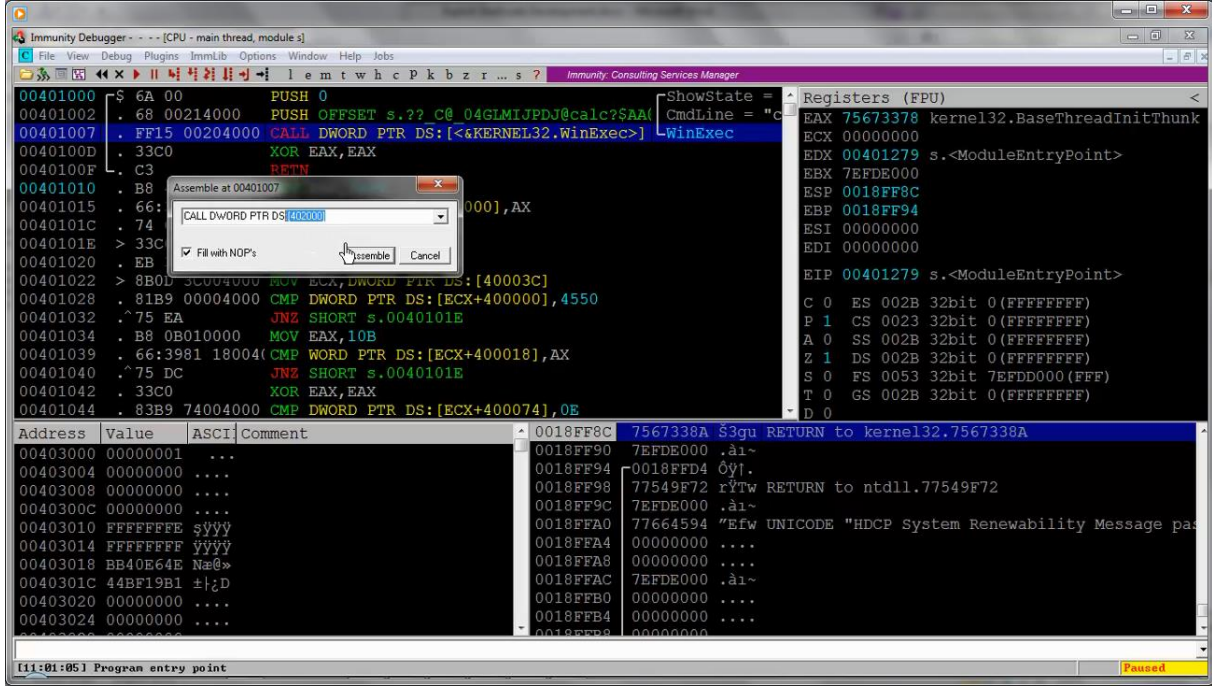 Immunity Debugger - - - - [CPU - main thread, module s]
C File View Debug Plugins ImmLib Options Window Help Jobs
l e m t w h c P k b z r ... s ? Immunity: Consulting Services Manager
00401000 $ 6A 00 PUSH 0 ShowState =
00401002 . 68 00214000 PUSH OFFSET s.??_C@_04GLMIJPDJ@calc?$AA( CmdLine = "c
00401007 . FF15 00204000 CALL DWORD PTR DS:[<&KERNEL32.WinExec>] WinExec
0040100D . 33C0 XOR EAX,EAX
0040100F . C3 RETN
00401010 . B8
00401015 . 66: 000],AX
0040101C . 74
0040101E > 33C
00401020 . EB
00401022 > 8B0D 3C004000 MOV ECX,DWORD PTR DS:[40003C]
00401028 . 81B9 00004000 CMP DWORD PTR DS:[ECX+400000],4550
00401032 .^75 EA JNZ SHORT s.0040101E
00401034 . B8 0B010000 MOV EAX,10B
00401039 . 66:3981 18004( CMP WORD PTR DS:[ECX+400018],AX
00401040 .^75 DC JNZ SHORT s.0040101E
00401042 . 33C0 XOR EAX,EAX
00401044 . 83B9 74004000 CMP DWORD PTR DS:[ECX+400074],0E
Assemble at 00401007
CALL DWORD PTR DS:[402000]
Fill with NOP's
Assemble Cancel
Registers (FPU) <
EAX 75673378 kernel32.BaseThreadInitThunk
ECX 00000000
EDX 00401279 s.<ModuleEntryPoint>
EBX 7EFDE000
ESP 0018FF8C
EBP 0018FF94
ESI 00000000
EDI 00000000
EIP 00401279 s.<ModuleEntryPoint>
C 0 ES 002B 32bit 0(FFFFFFFF)
P 1 CS 0023 32bit 0(FFFFFFFF)
A 0 SS 002B 32bit 0(FFFFFFFF)
Z 1 DS 002B 32bit 0(FFFFFFFF)
S 0 FS 0053 32bit 7EFDD000(FFF)
T 0 GS 002B 32bit 0(FFFFFFFF)
D 0
Address Value ASCII Comment
00403000 00000001 ...
00403004 00000000 ....
00403008 00000000 ....
0040300C 00000000 ....
00403010 FFFFFFFE şÿÿÿ
00403014 FFFFFFFF ÿÿÿÿ
00403018 BB40E64E Næ@»
0040301C 44BF19B1 ±├¿D
00403020 00000000 ....
00403024 00000000 ....
0018FF8C 7567338A Š3gu RETURN to kernel32.7567338A
0018FF90 7EFDE000 .àı~
0018FF94 0018FFD4 Ôÿ↑.
0018FF98 77549F72 rŸTw RETURN to ntdll.77549F72
0018FF9C 7EFDE000 .àı~
0018FFA0 77664594 ”Efw UNICODE "HDCP System Renewability Message pas
0018FFA4 00000000 ....
0018FFA8 00000000 ....
0018FFAC 7EFDE000 .àı~
0018FFB0 00000000 ....
0018FFB4 00000000 ....
0018FFB8 00000000
[11:01:05] Program entry point
Paused